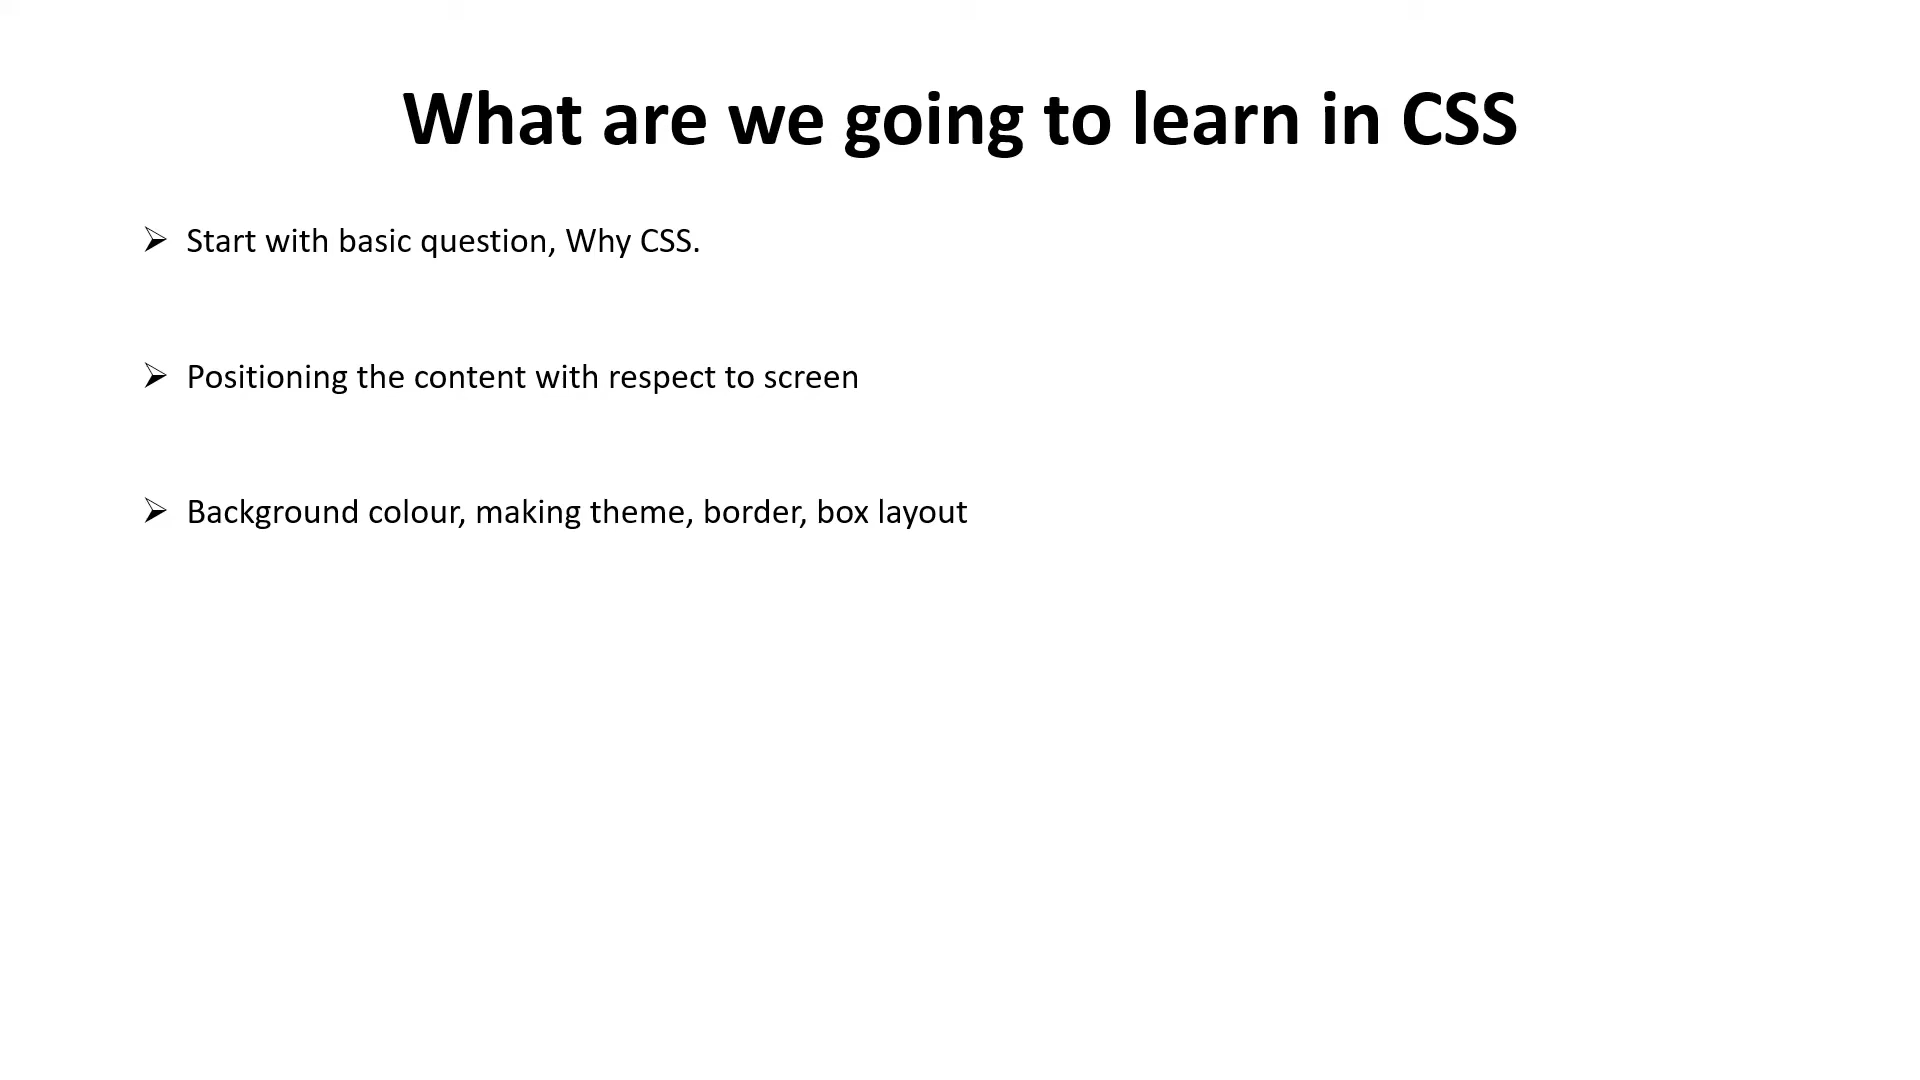 What are we going to learn in CSS
➢ Start with basic question, Why CSS.
➢ Positioning the content with respect to screen
➢ Background colour, making theme, border, box layout